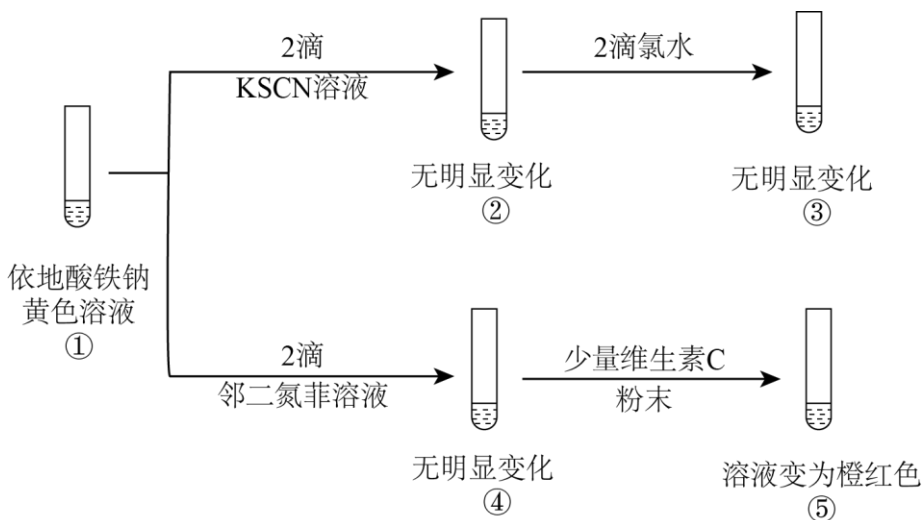 2滴
KSCN溶液
2滴氯水
无明显变化
②
无明显变化
③
依地酸铁钠
黄色溶液
①
2滴
邻二氮菲溶液
少量维生素C
粉末
无明显变化
④
溶液变为橙红色
⑤